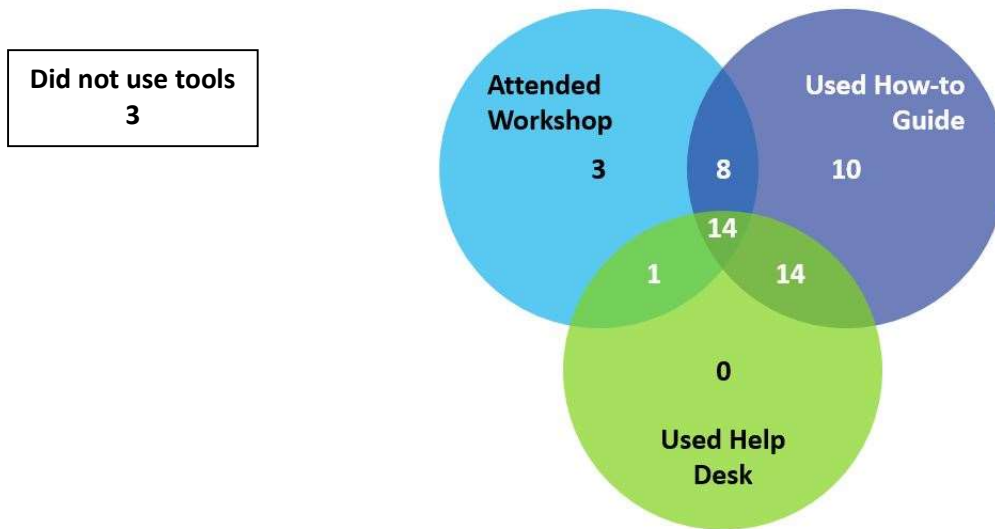 Did not use tools
3
Attended
Workshop
Used How-to
Guide
3
8
10
14
1
14
0
Used Help
Desk